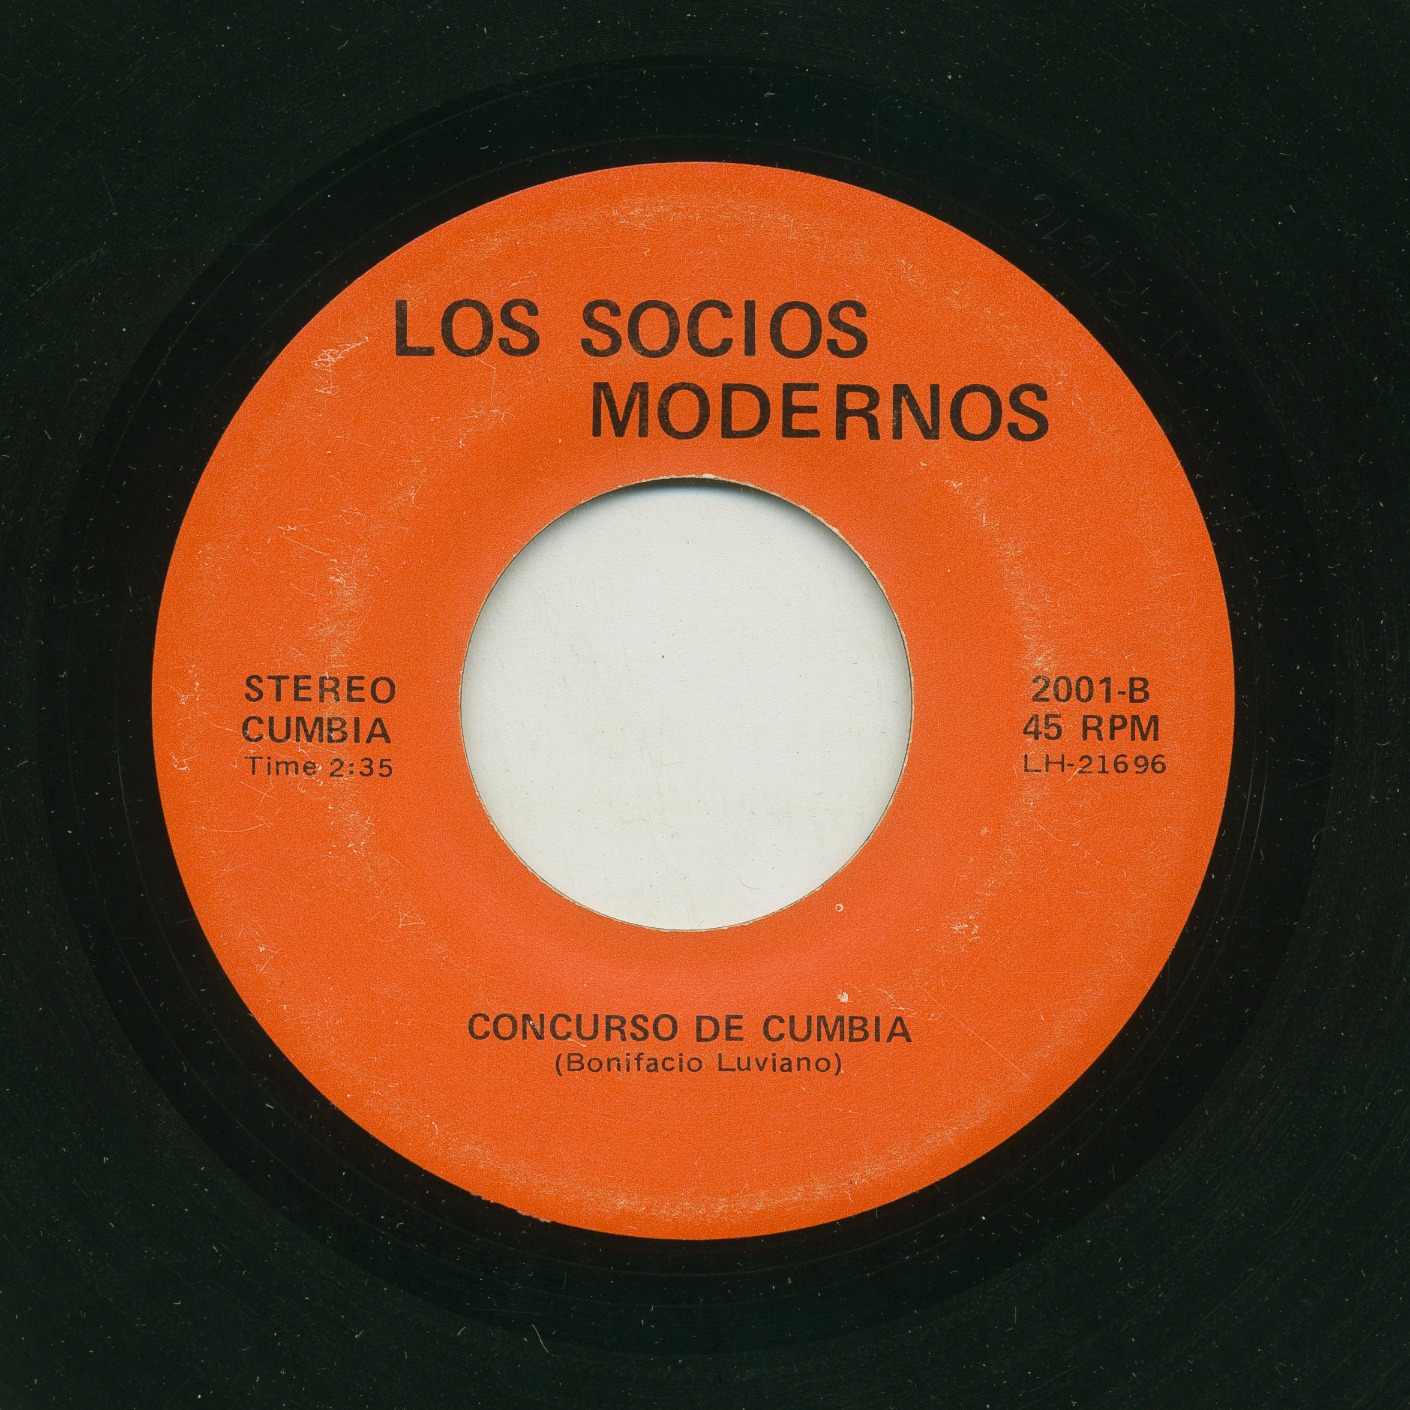 LOS SOCIOS
MODERNOS
STEREO
CUMBIA
Time 2:35
2001-B
45 RPM
LH-21696
CONCURSO DE CUMBIA
(Bonifacio Luviano)